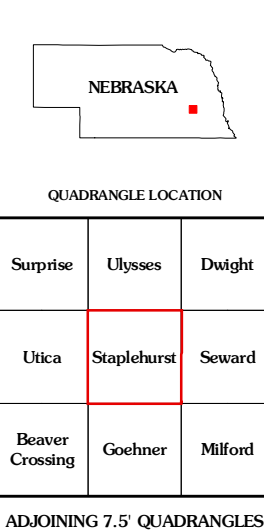 NEBRASKA
QUADRANGLE LOCATION
Surprise
Ulysses
Dwight
Utica
Staplehurst
Seward
Beaver
Crossing
Goehner
Milford
ADJOINING 7.5' QUADRANGLES